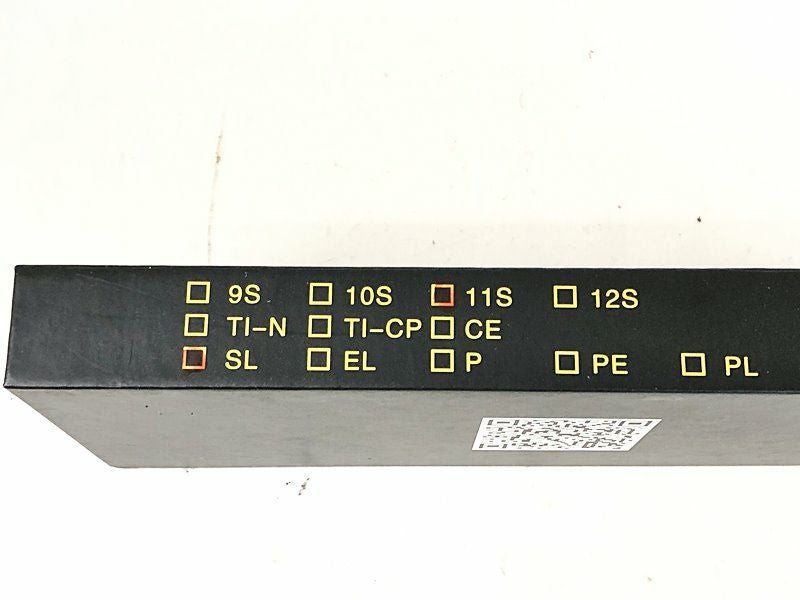 9S 10S 11S 12S
TI-N TI-CP CE
SL EL P PE PL